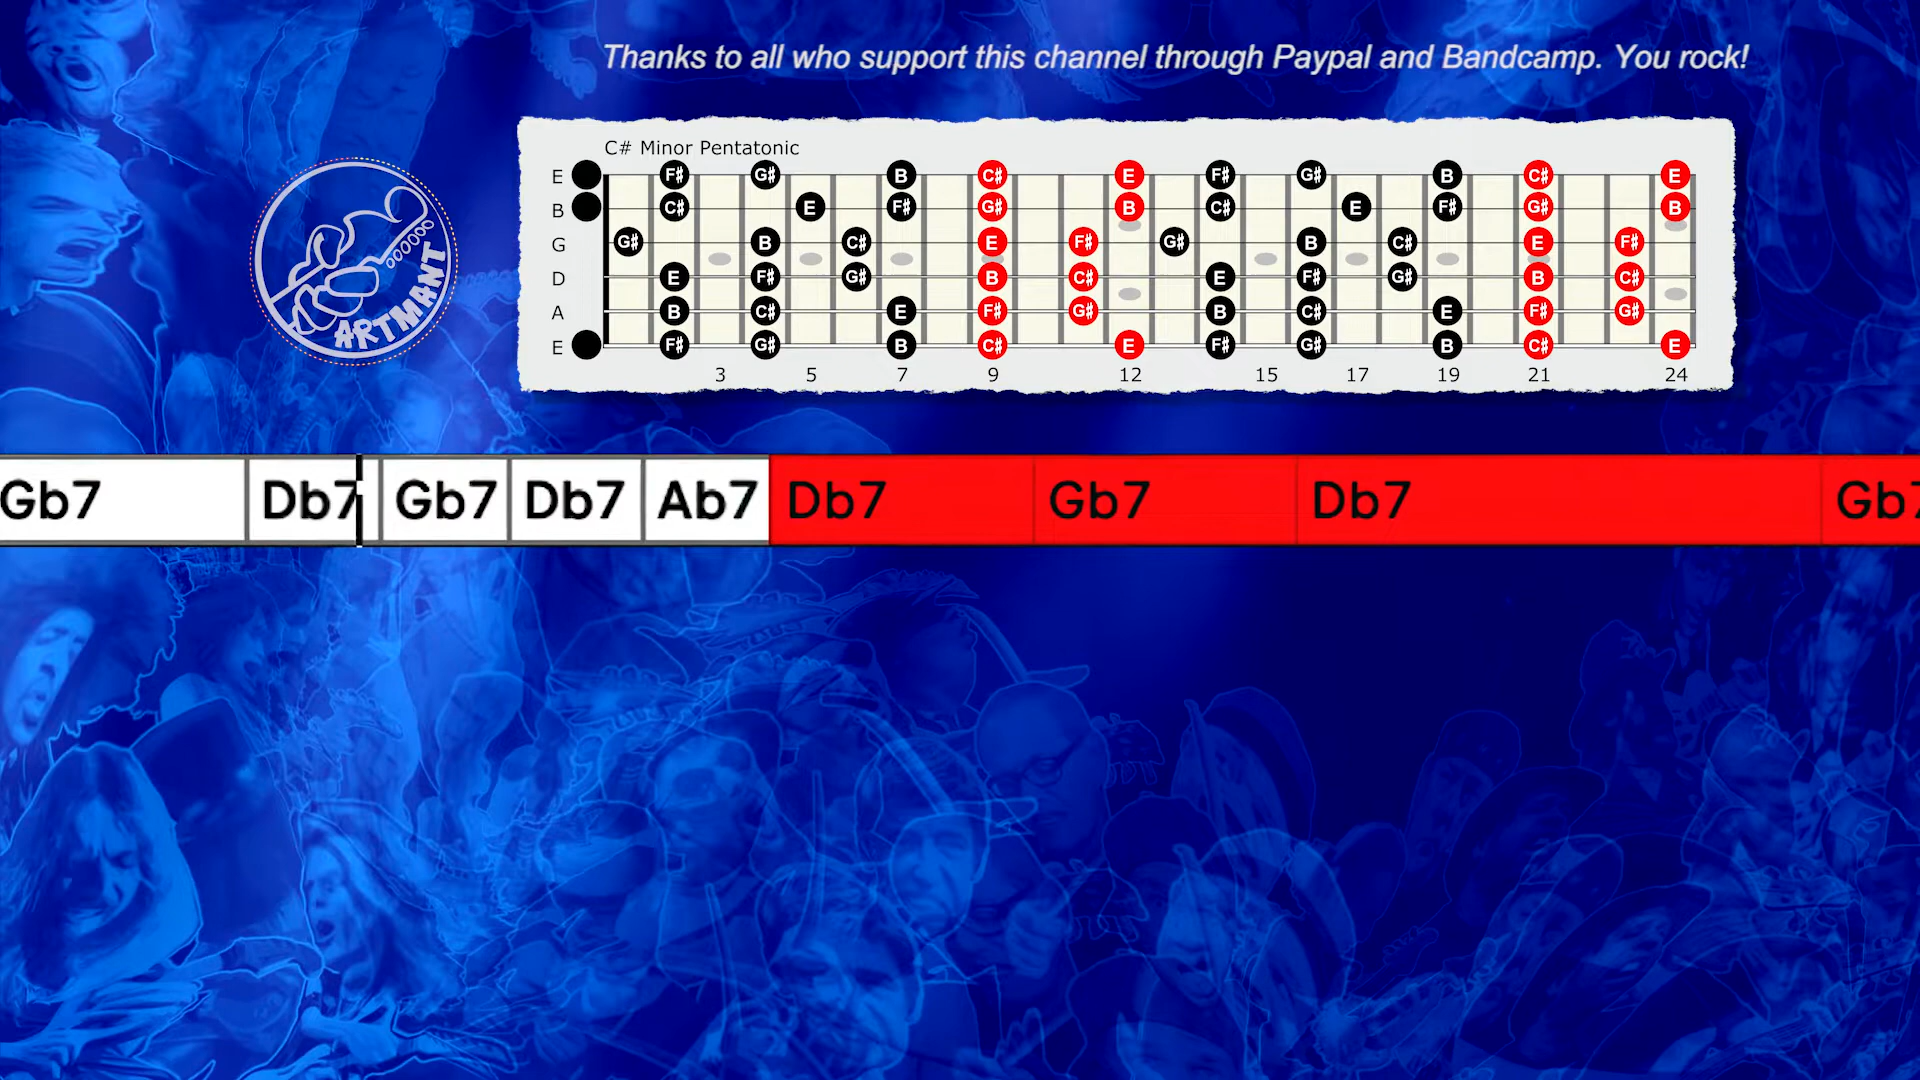 Thanks to all who support this channel through Paypal and Bandcamp. You rock!
C# Minor Pentatonic
E F# G# B C# E F# G# B C# E
B C# E F# G# B C# E F# G# B
G G# B C# E F# G# B C# E F#
D E F# G# B C# E F# G# B C#
A B C# E F# G# B C# E F# G#
E F# G# B C# E F# G# B C# E
3 5 7 9 12 15 17 19 21 24
ARTMANT
Gb7 Db7 Gb7 Db7 Ab7 Db7 Gb7 Db7 Gb7